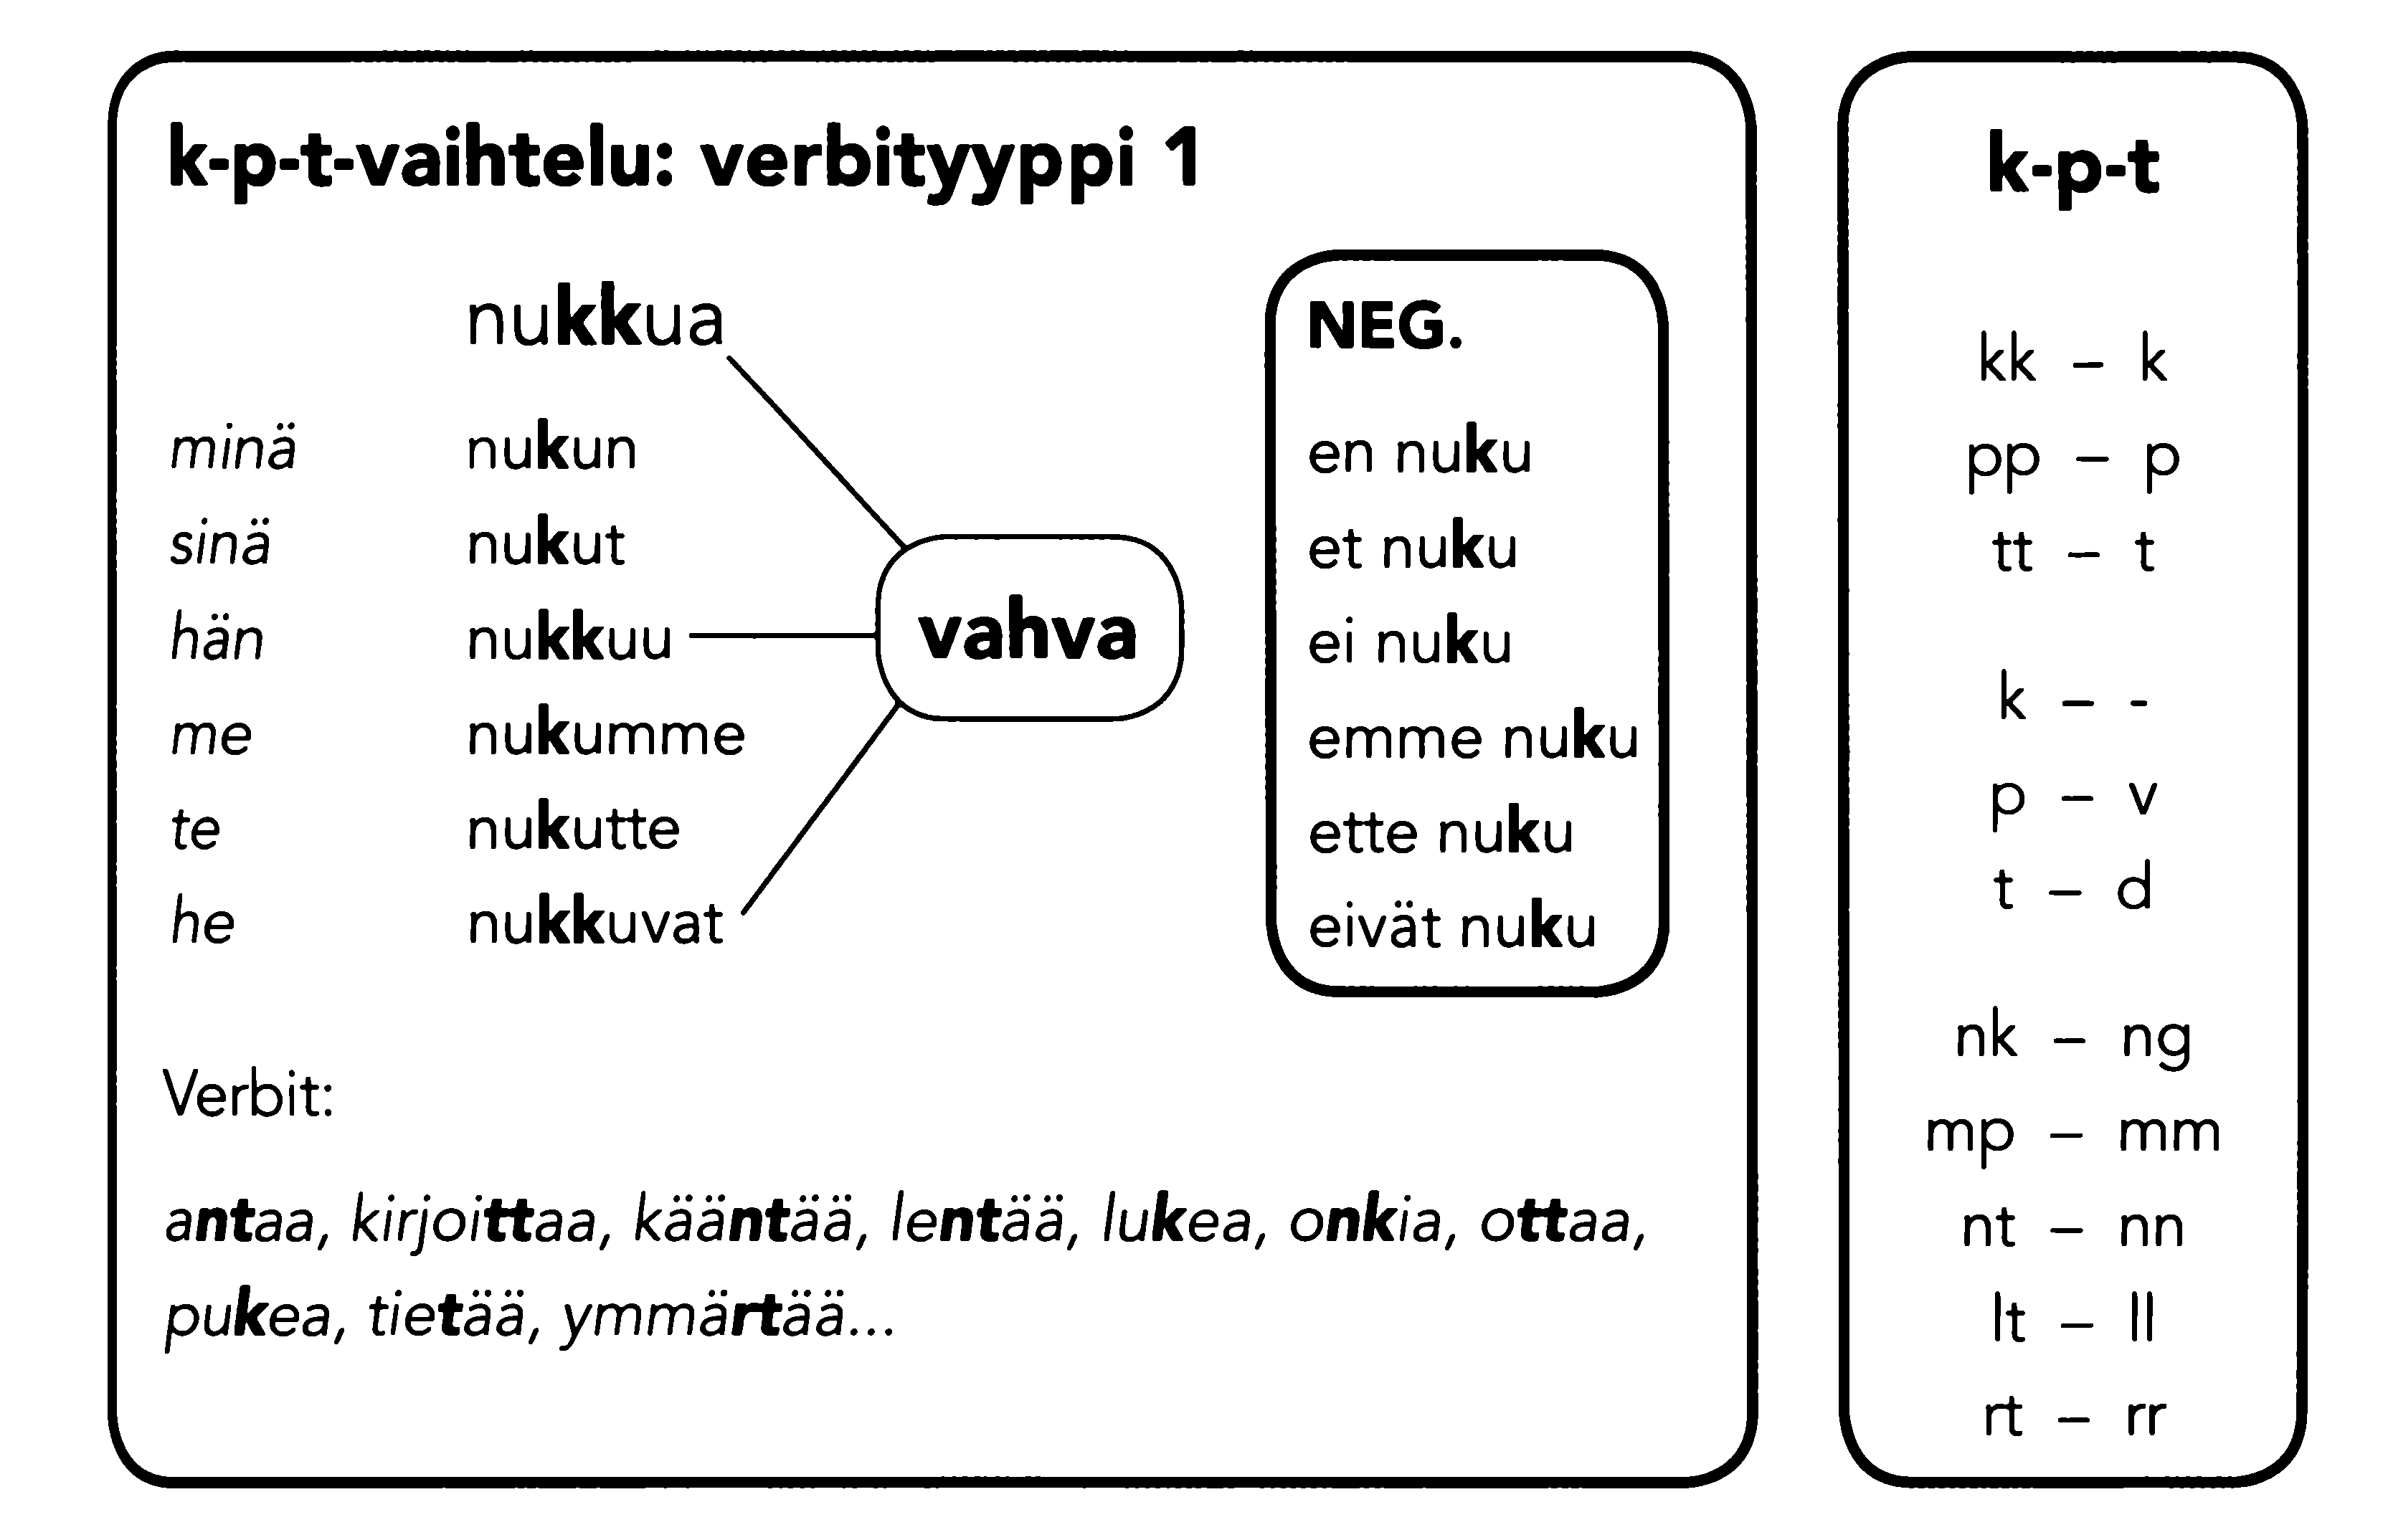 k-p-t-vaihtelu: verbityyppi 1
nukkua
minä nukun
sinä nukut
hän nukkuu
me nukumme
te nukutte
he nukkuvat
vahva
NEG.
en nuku
et nuku
ei nuku
emme nuku
ette nuku
eivät nuku
Verbit:
antaa, kirjoittaa, kääntää, lentää, lukea, onkia, ottaa,
pukea, tietää, ymmärtää...
k-p-t
kk – k
pp – p
tt – t
k – -
p – v
t – d
nk – ng
mp – mm
nt – nn
lt – ll
rt – rr